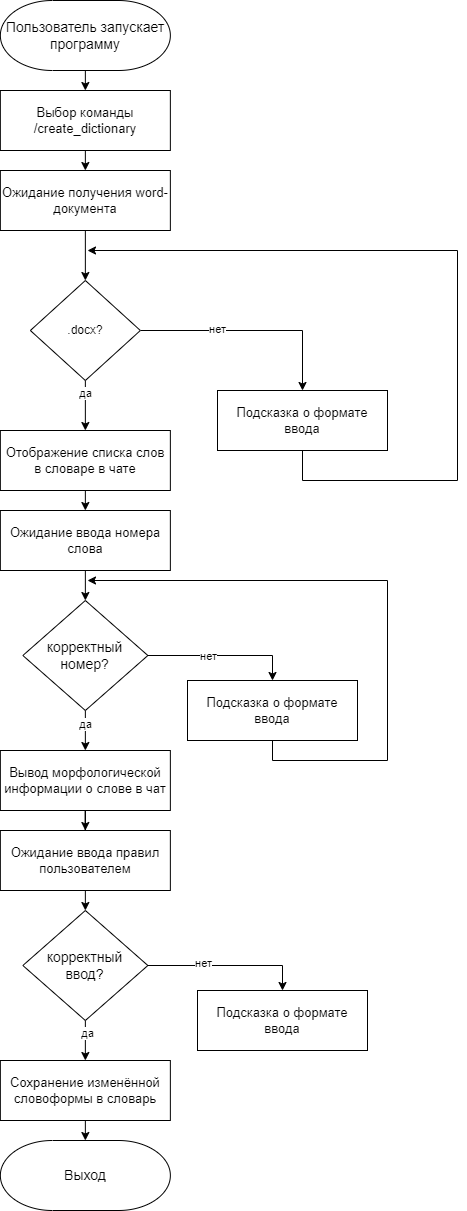 Пользователь запускает
программу
Выбор команды
/create_dictionary
Ожидание получения word-
документа
.docx?
нет
да
Подсказка о формате
ввода
Отображение списка слов
в словаре в чате
Ожидание ввода номера
слова
корректный
номер?
нет
да
Подсказка о формате
ввода
Вывод морфологической
информации о слове в чат
Ожидание ввода правил
пользователем
корректный
ввод?
нет
да
Подсказка о формате
ввода
Сохранение изменённой
словоформы в словарь
Выход